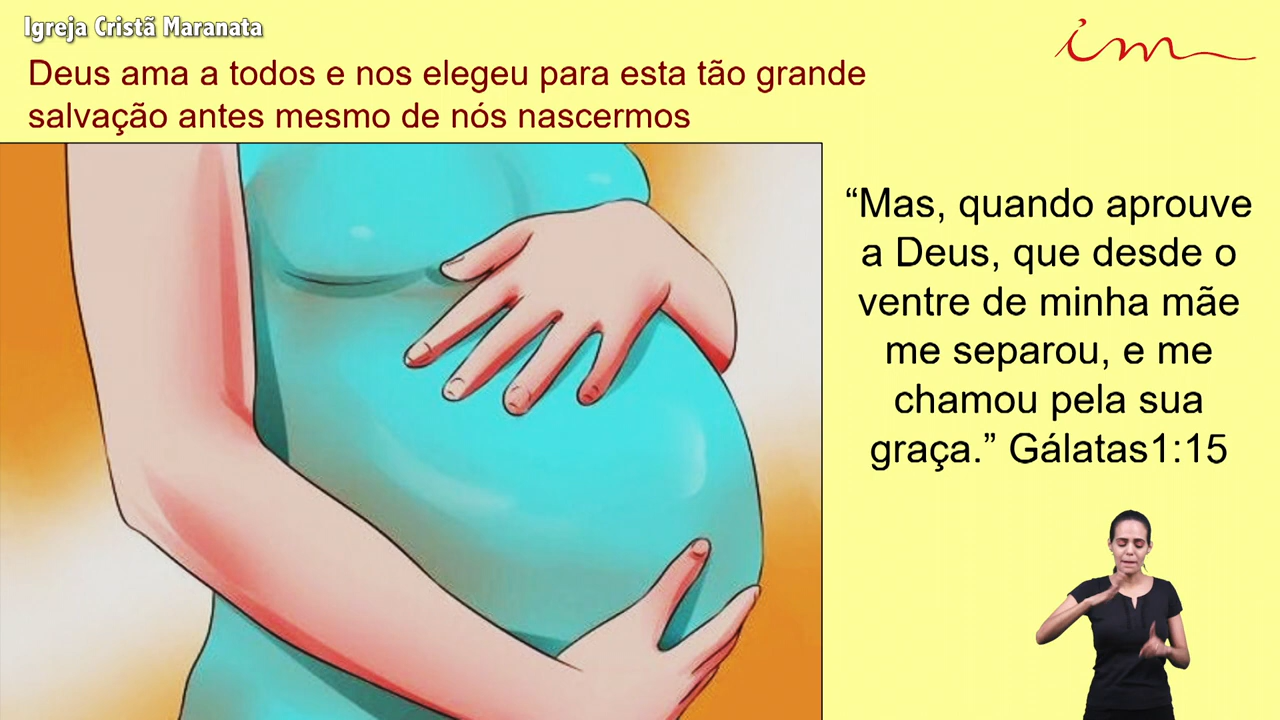 Igreja Cristã Maranata
im
Deus ama a todos e nos elegeu para esta tão grande
salvação antes mesmo de nós nascermos
“Mas, quando aprouve
a Deus, que desde o
ventre de minha mãe
me separou, e me
chamou pela sua
graça.” Gálatas1:15